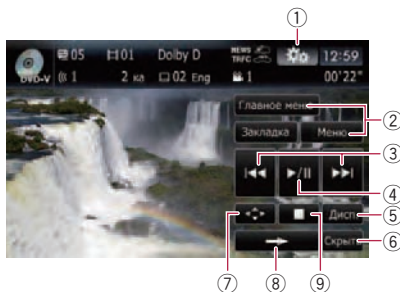 ①
05 01 Dolby D NEWS 12:59
DVD-V 1 2 ка 02 Eng TRFC 1 00'22"
Главное меню
②
Закладка Меню
③
④
Дисп
⑤
Скрыт
⑥
⑦ ⑧ ⑨